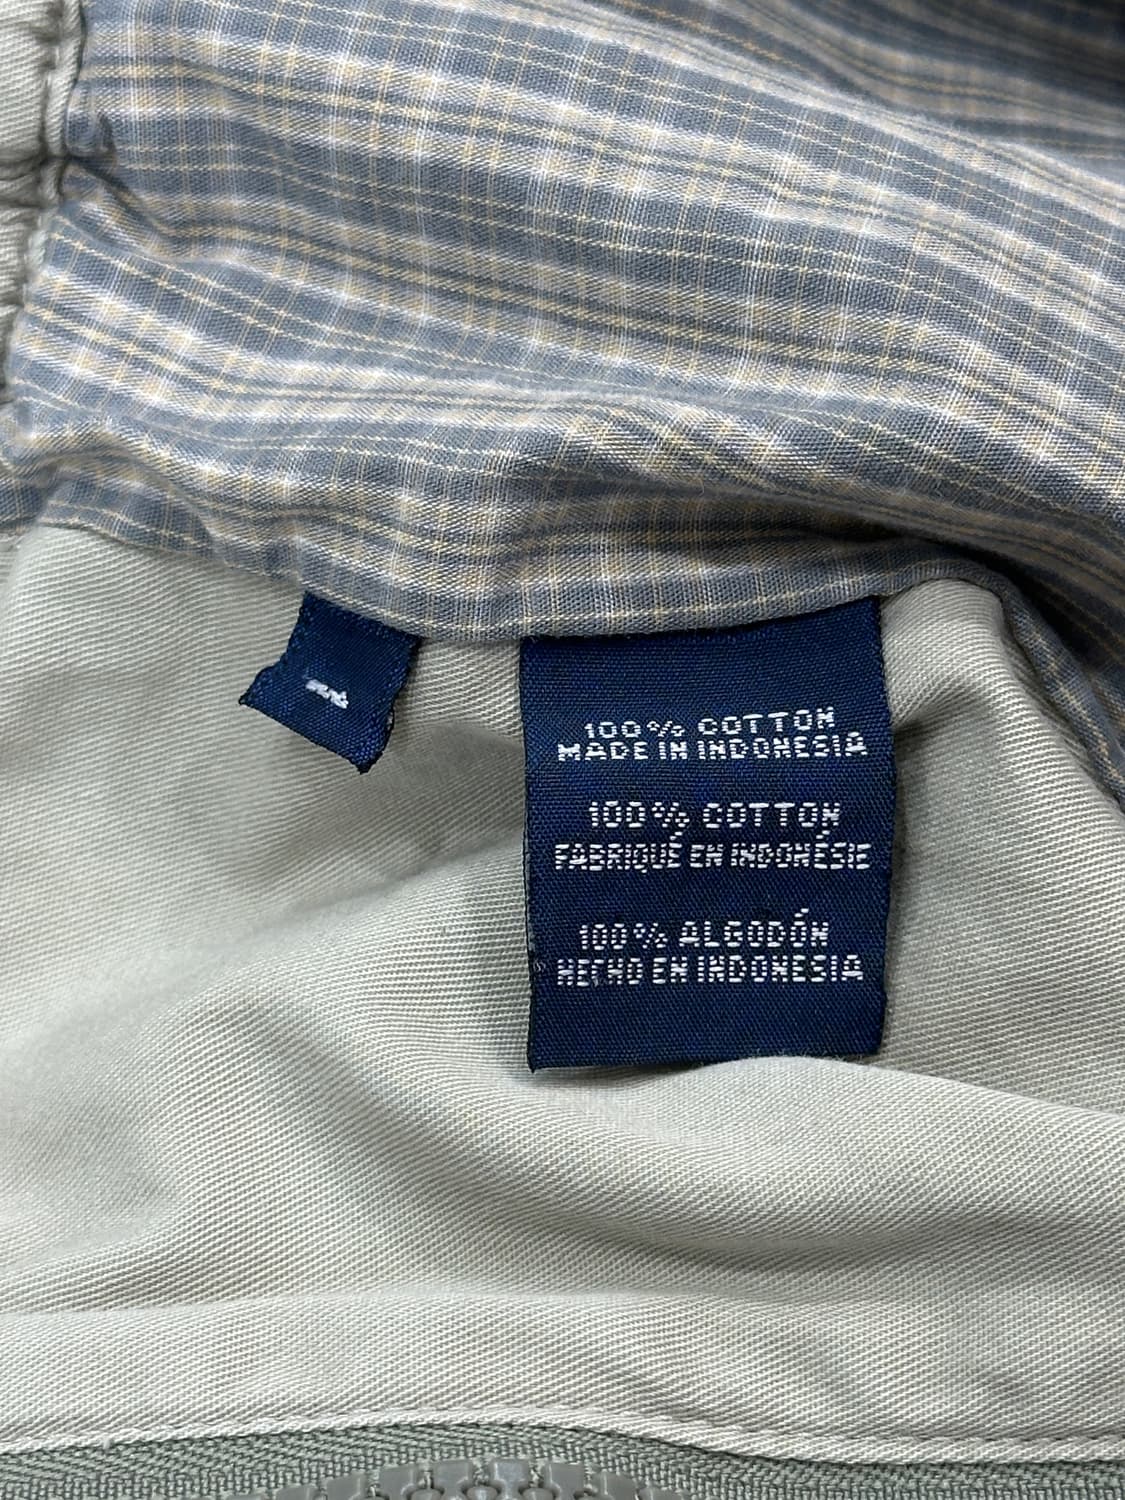 100% COTTON
MADE IN INDONESIA
100% COTTON
FABRIQUÉ EN INDONÉSIE
100% ALGODÓN
HECHO EN INDONESIA